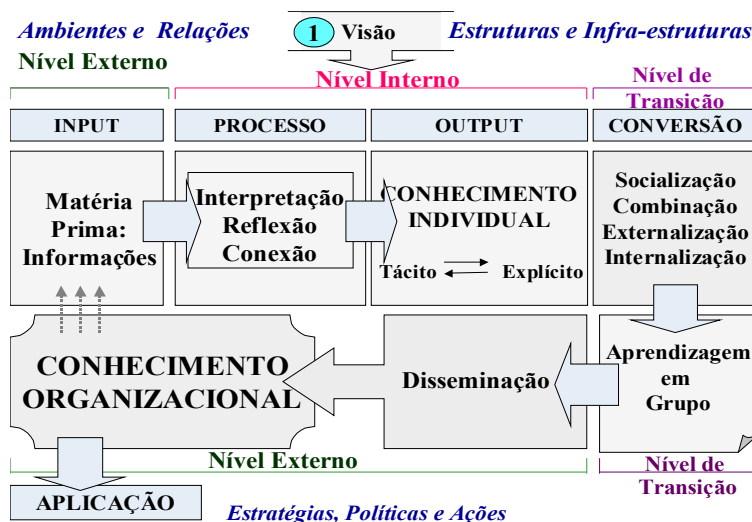 Ambientes e Relações
1 Visão
Estruturas e Infra-estruturas
Nível Externo
Nível Interno
Nível de
Transição
INPUT
PROCESSO
OUTPUT
CONVERSÃO
Matéria
Prima:
Informações
Interpretação
Reflexão
Conexão
CONHECIMENTO
INDIVIDUAL
Tácito
Explícito
Socialização
Combinação
Externalização
Internalização
CONHECIMENTO
ORGANIZACIONAL
Disseminação
Aprendizagem
em
Grupo
Nível Externo
Nível de
Transição
APLICAÇÃO
Estratégias, Políticas e Ações